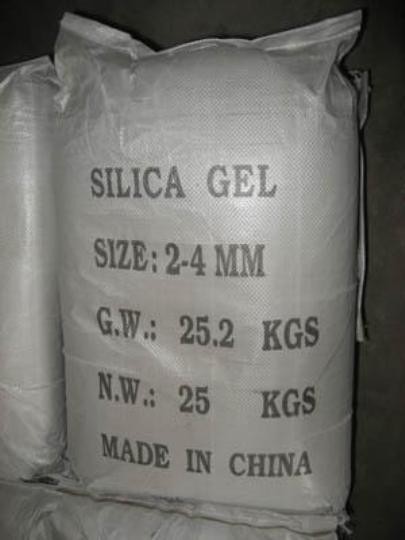 SILICA GEL
SIZE: 2-4 MM
G.W.: 25.2 KGS
N.W.: 25 KGS
MADE IN CHINA